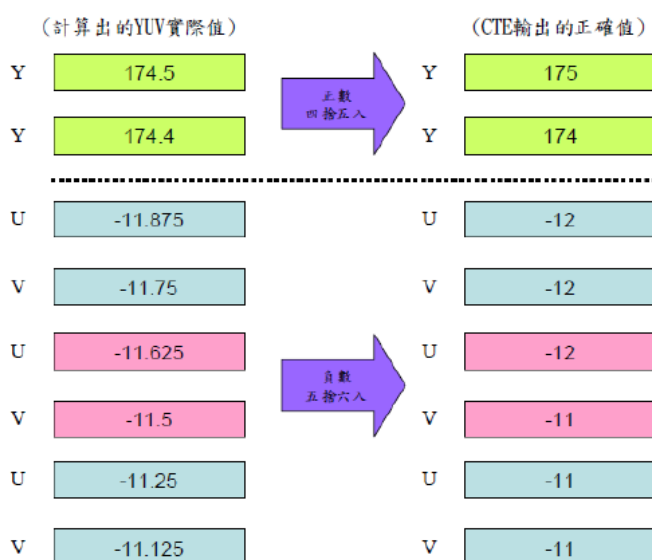 (計算出的YUV實際值) (CTE輸出的正確值)
Y 174.5 正數 四捨五入 Y 175
Y 174.4 Y 174
U -11.875 U -12
V -11.75 V -12
U -11.625 負數 五捨六入 U -12
V -11.5 V -11
U -11.25 U -11
V -11.125 V -11